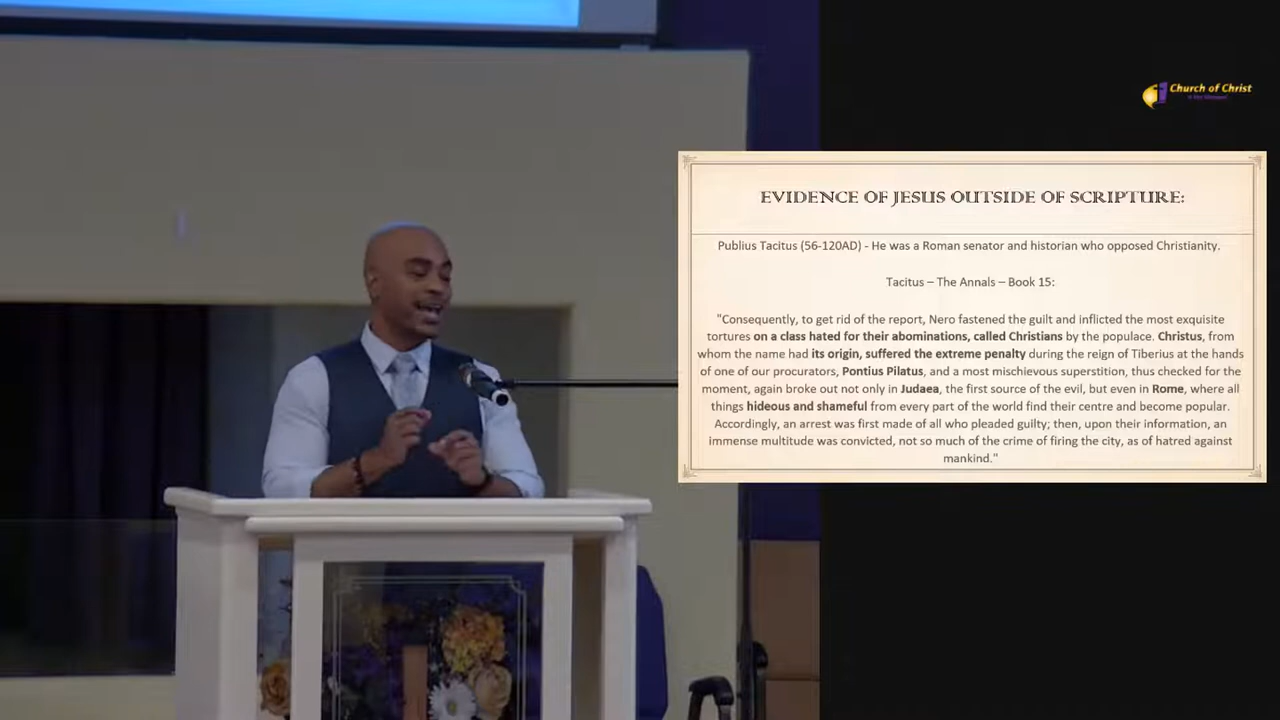 Church of Christ
EVIDENCE OF JESUS OUTSIDE OF SCRIPTURE:
Publius Tacitus (56-120AD) - He was a Roman senator and historian who opposed Christianity.
Tacitus – The Annals – Book 15:
"Consequently, to get rid of the report, Nero fastened the guilt and inflicted the most exquisite
tortures on a class hated for their abominations, called Christians by the populace. Christus, from
whom the name had its origin, suffered the extreme penalty during the reign of Tiberius at the hands
of one of our procurators, Pontius Pilatus, and a most mischievous superstition, thus checked for the
moment, again broke out not only in Judaea, the first source of the evil, but even in Rome, where all
things hideous and shameful from every part of the world find their centre and become popular.
Accordingly, an arrest was first made of all who pleaded guilty; then, upon their information, an
immense multitude was convicted, not so much of the crime of firing the city, as of hatred against
mankind."